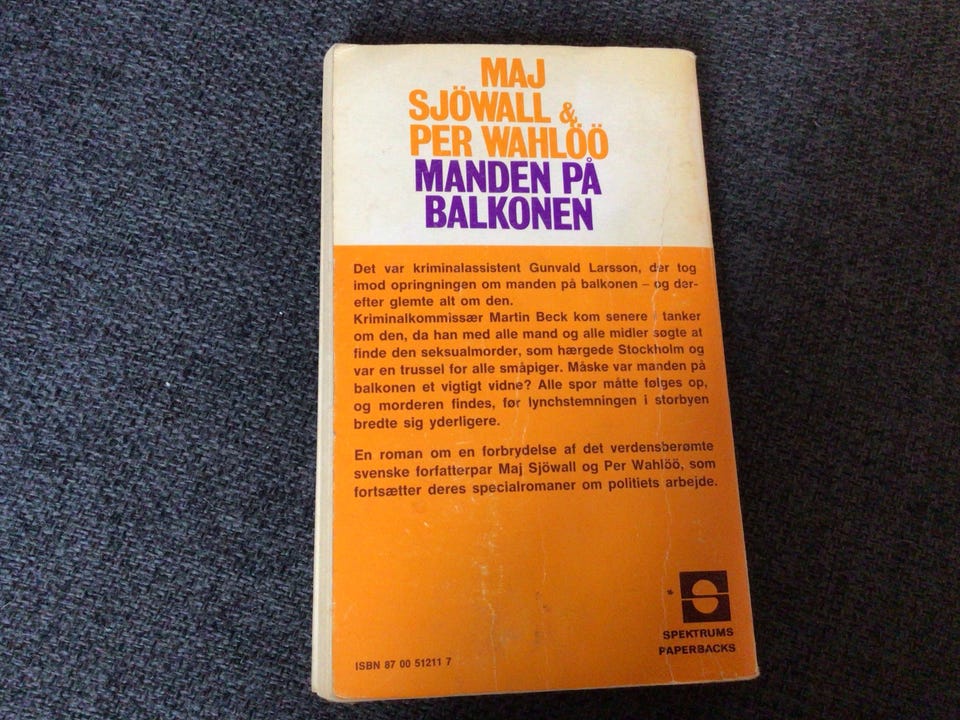 MAJ
SJÖWALL &
PER WAHLÖÖ
MANDEN PÅ
BALKONEN
Det var kriminalassistent Gunvald Larsson, der tog
imod opringningen om manden på balkonen – og der-
efter glemte alt om den.
Kriminalkommissær Martin Beck kom senere i tanker
om den, da han med alle mand og alle midler søgte at
finde den seksualmorder, som hærgede Stockholm og
var en trussel for alle småpiger. Måske var manden på
balkonen et vigtigt vidne? Alle spor måtte følges op,
og morderen findes, før lynchstemningen i storbyen
bredte sig yderligere.
En roman om en forbrydelse af det verdensberømte
svenske forfatterpar Maj Sjöwall og Per Wahlöö, som
fortsætter deres specialromaner om politiets arbejde.
SPEKTRUMS
PAPERBACKS
ISBN 87 00 51211 7